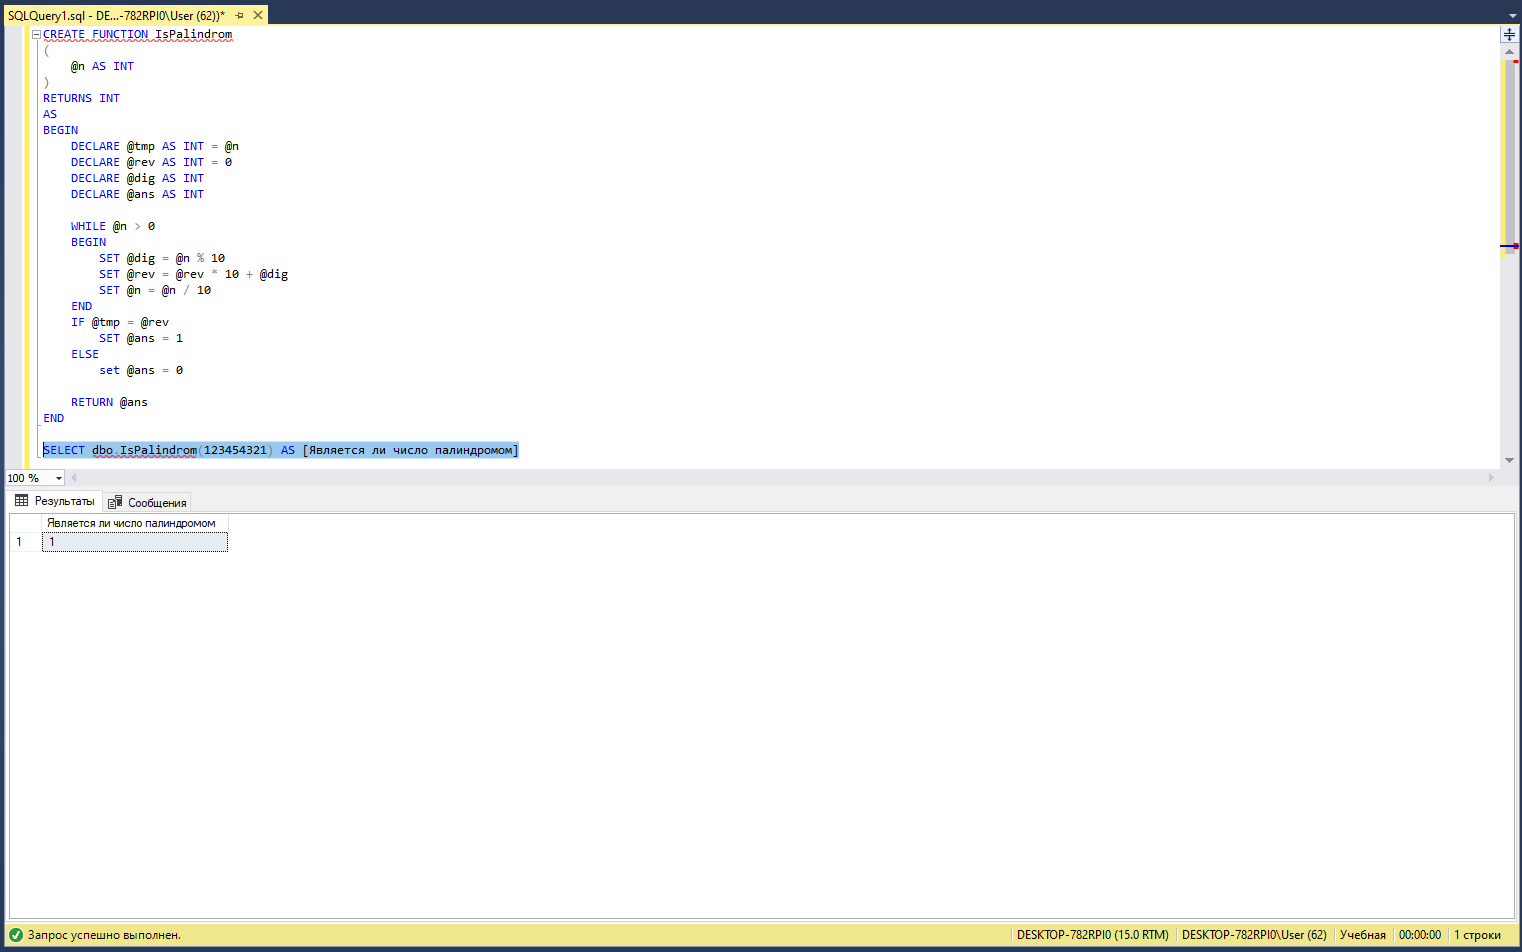 SQLQuery1.sql - DE...-782RPI0\User (62))*
CREATE FUNCTION IsPalindrom
(
@n AS INT
)
RETURNS INT
AS
BEGIN
DECLARE @tmp AS INT = @n
DECLARE @rev AS INT = 0
DECLARE @dig AS INT
DECLARE @ans AS INT
WHILE @n > 0
BEGIN
SET @dig = @n % 10
SET @rev = @rev * 10 + @dig
SET @n = @n / 10
END
IF @tmp = @rev
SET @ans = 1
ELSE
set @ans = 0
RETURN @ans
END
SELECT dbo.IsPalindrom(123454321) AS [Является ли число палиндромом]
100 %
Результаты Сообщения
Является ли число палиндромом
1 1
Запрос успешно выполнен. DESKTOP-782RPI0 (15.0 RTM) DESKTOP-782RPI0\User (62) Учебная 00:00:00 1 строки